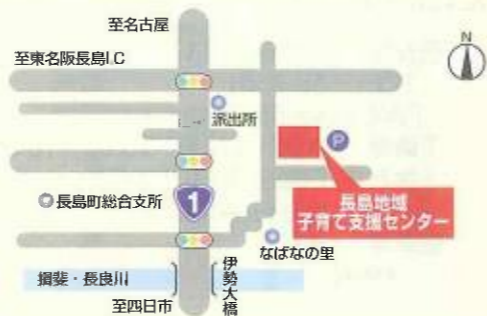 至名古屋
至東名阪長島I.C
N
派出所
P
長島町総合支所
1
長島地域
子育て支援センター
なばなの里
揖斐・長良川
伊勢大橋
至四日市